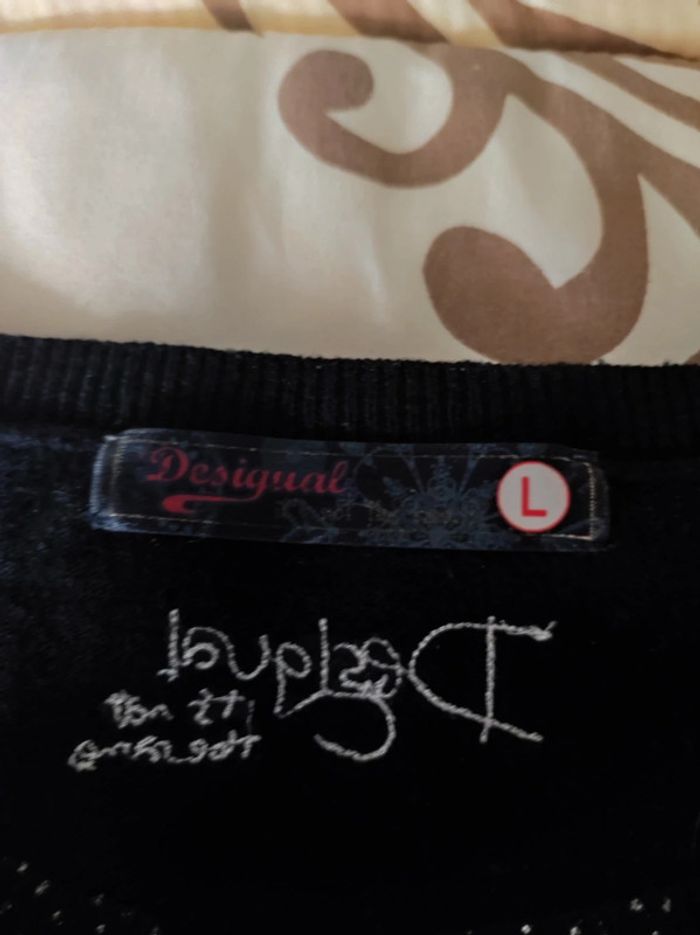 Desigual
L
Desigual
it's not
the same